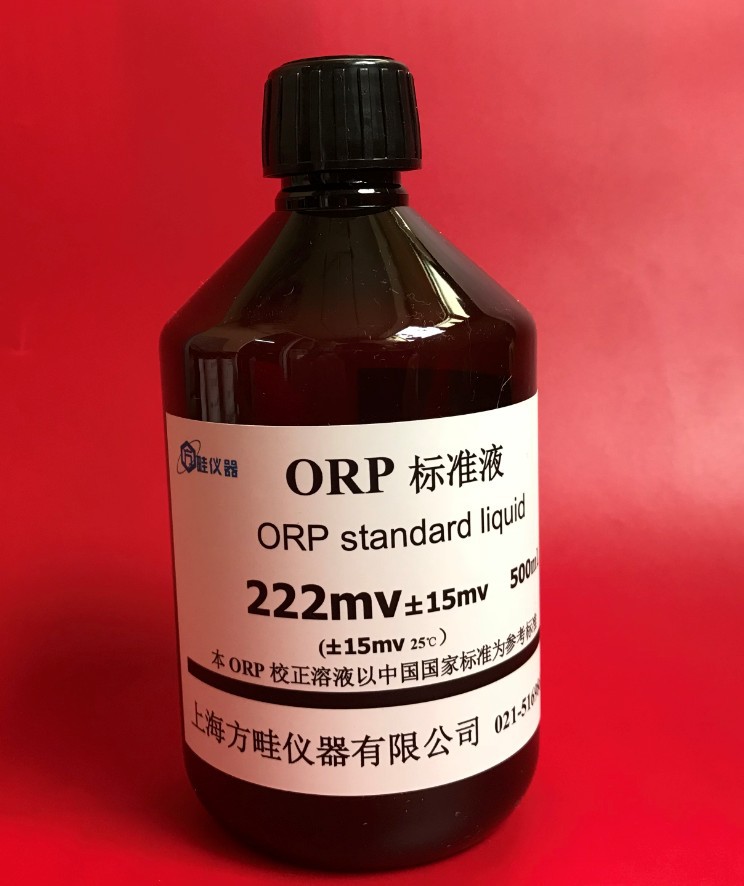 方畦仪器
ORP 标准液
ORP standard liquid
222mv±15mv
500ml
(±15mv 25℃)
本 ORP 校正溶液以中国国家标准为参考标准
上海方畦仪器有限公司